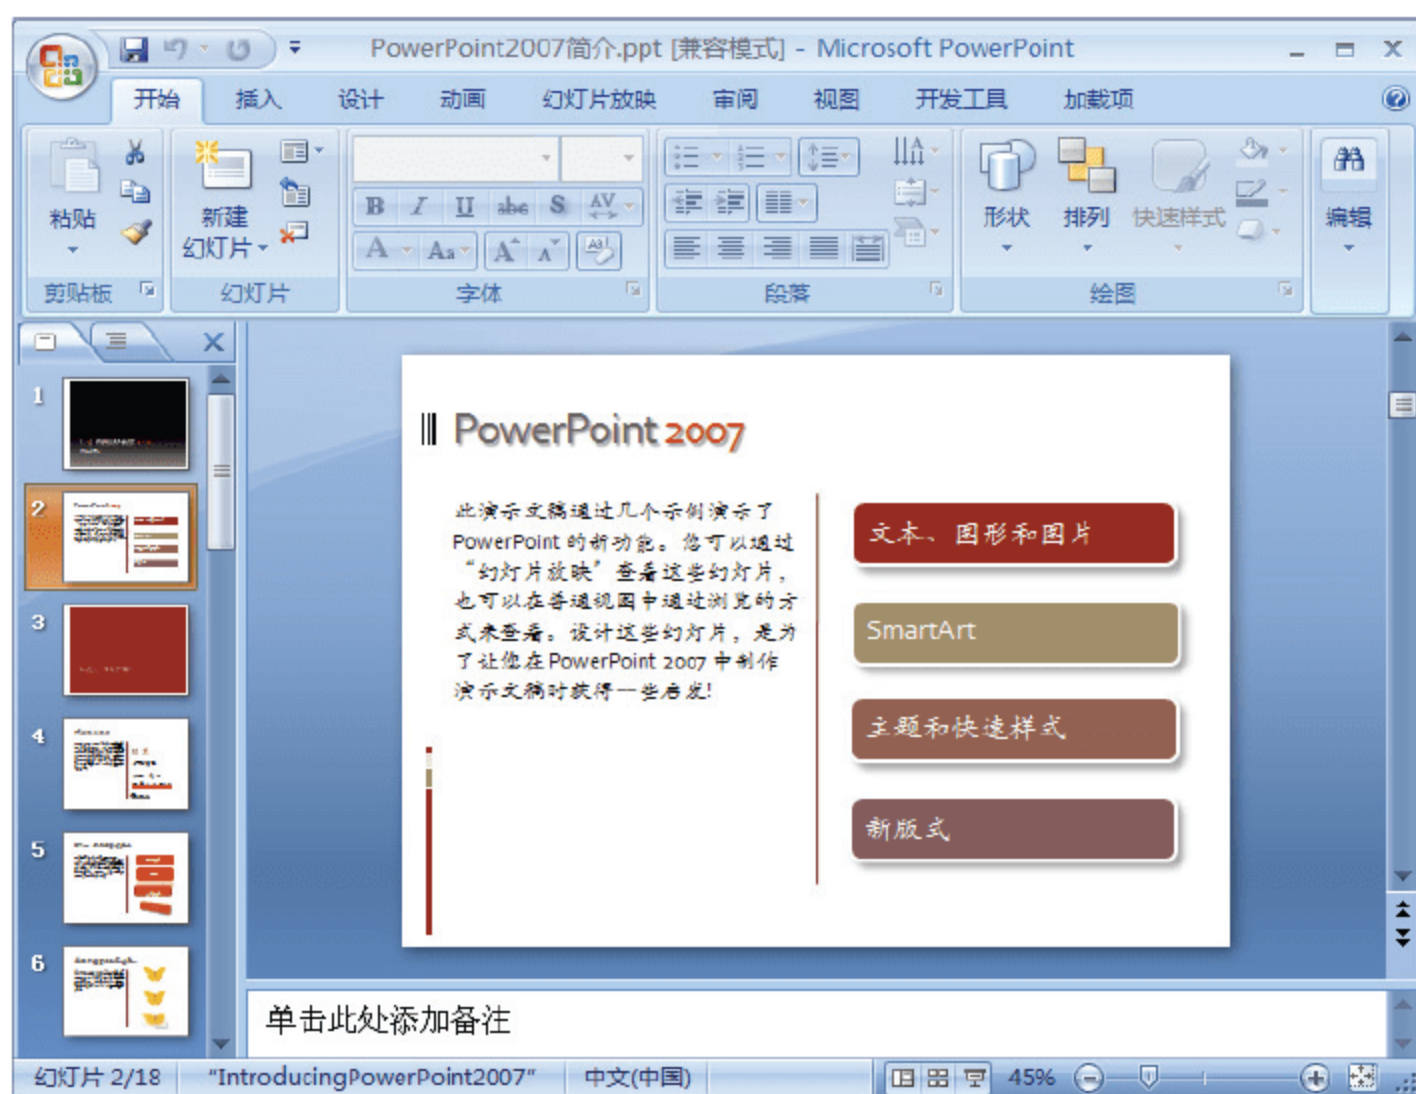 PowerPoint2007简介.ppt [兼容模式] - Microsoft PowerPoint
开始 插入 设计 动画 幻灯片放映 审阅 视图 开发工具 加载项
粘贴
新建
幻灯片
B I U abc S AV
A Aa A A AB
形状 排列 快速样式 编辑
剪贴板 幻灯片 字体 段落 绘图
1
2
3
4
5
6
PowerPoint 2007
此演示文稿通过几个示例演示了
PowerPoint 的新功能。您可以通过
“幻灯片放映”查看这些幻灯片，
也可以在普通视图中通过浏览的方
式来查看。设计这些幻灯片，是为
了让您在 PowerPoint 2007 中制作
演示文稿时获得一些启发!
文本、图形和图片
SmartArt
主题和快速样式
新版式
单击此处添加备注
幻灯片 2/18 "IntroducingPowerPoint2007" 中文(中国) 45%